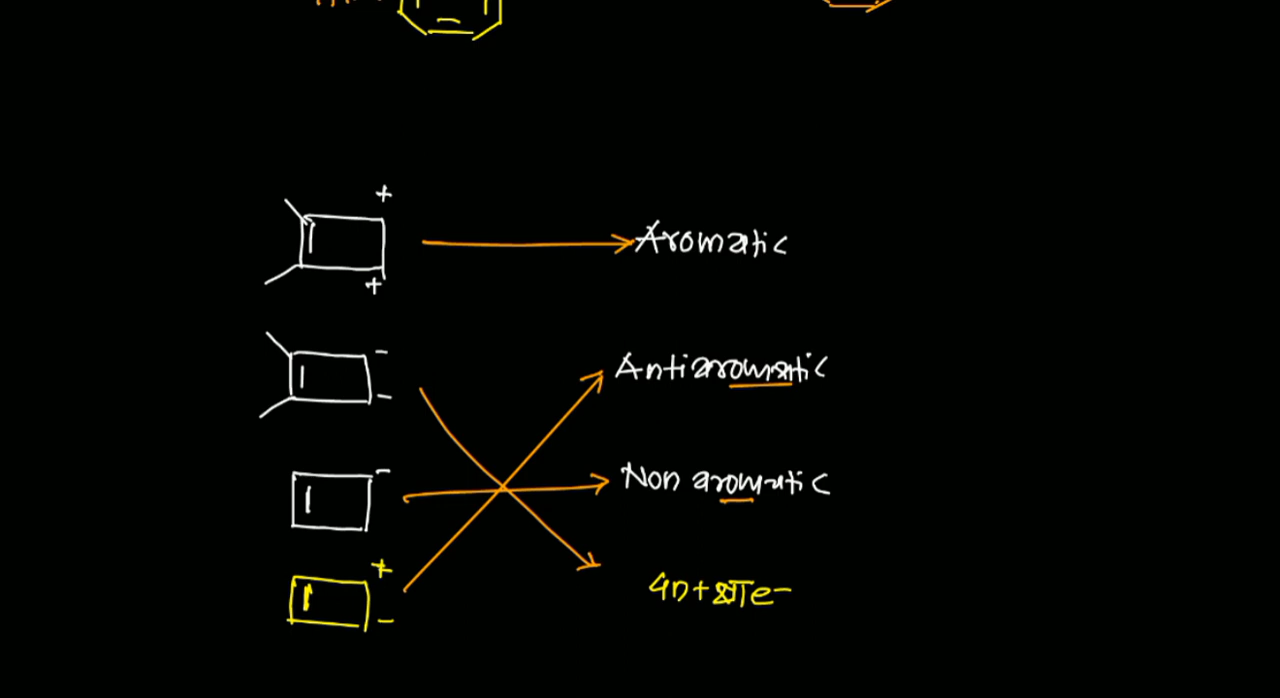 +
Aromatic
+
-
Antiaromatic
-
-
Non aromatic
+
4n+2πe-
-